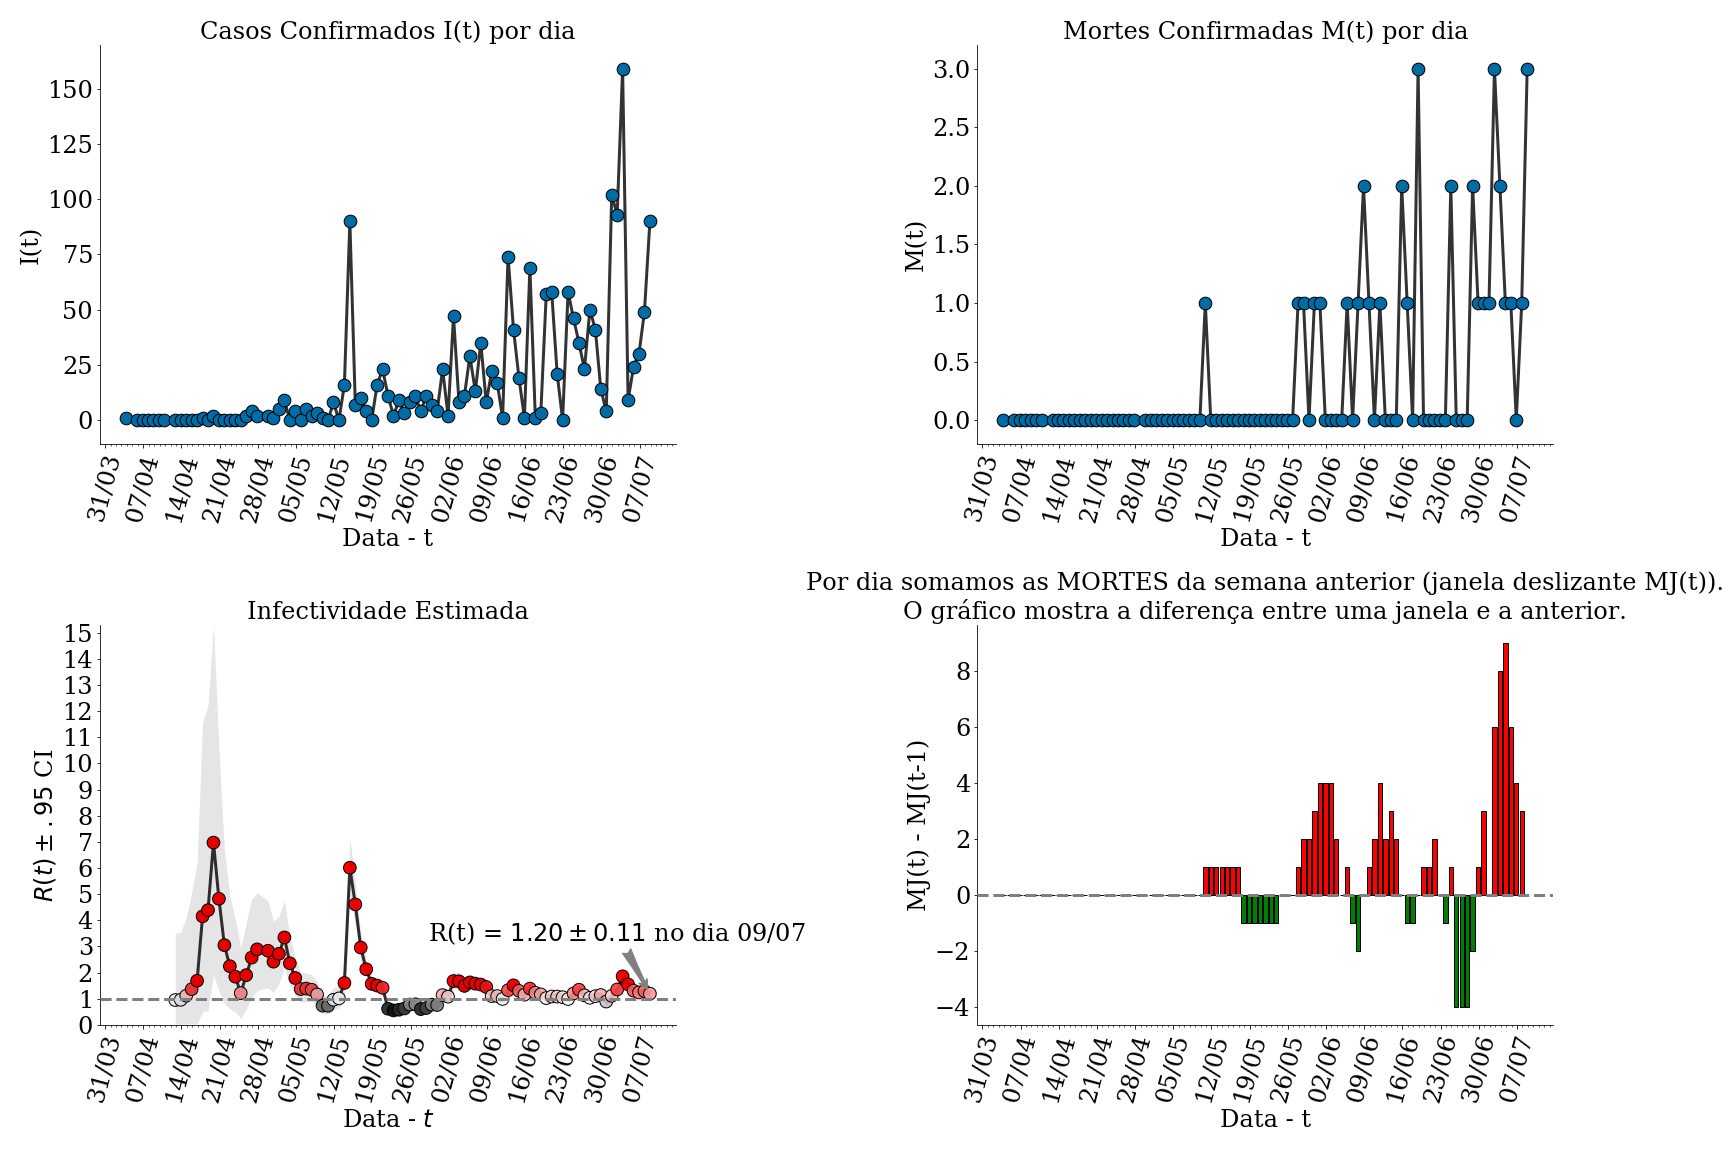 Casos Confirmados I(t) por dia
I(t)
150
125
100
75
50
25
0
31/03 07/04 14/04 21/04 28/04 05/05 12/05 19/05 26/05 02/06 09/06 16/06 23/06 30/06 07/07
Data - t
Mortes Confirmadas M(t) por dia
M(t)
3.0
2.5
2.0
1.5
1.0
0.5
0.0
31/03 07/04 14/04 21/04 28/04 05/05 12/05 19/05 26/05 02/06 09/06 16/06 23/06 30/06 07/07
Data - t
Infectividade Estimada
R(t) ± .95 CI
15
14
13
12
11
10
9
8
7
6
5
4
3
2
1
0
R(t) = 1.20 ± 0.11 no dia 09/07
31/03 07/04 14/04 21/04 28/04 05/05 12/05 19/05 26/05 02/06 09/06 16/06 23/06 30/06 07/07
Data - t
Por dia somamos as MORTES da semana anterior (janela deslizante MJ(t)).
O gráfico mostra a diferença entre uma janela e a anterior.
MJ(t) - MJ(t-1)
8
6
4
2
0
−2
−4
31/03 07/04 14/04 21/04 28/04 05/05 12/05 19/05 26/05 02/06 09/06 16/06 23/06 30/06 07/07
Data - t